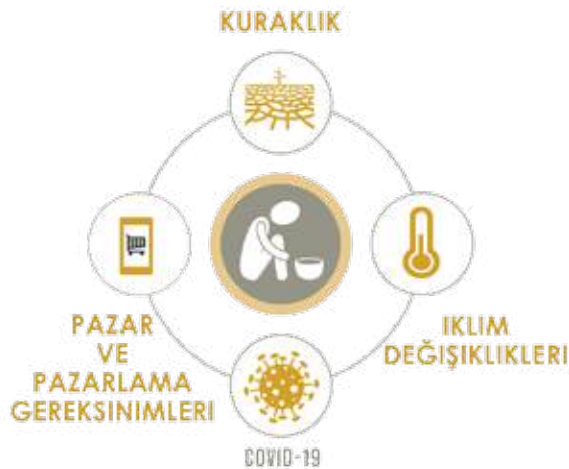 KURAKLIK
PAZAR
VE
PAZARLAMA
GEREKSINIMLERİ
IKLIM
DEĞIŞIKLIKLERİ
COVID-19